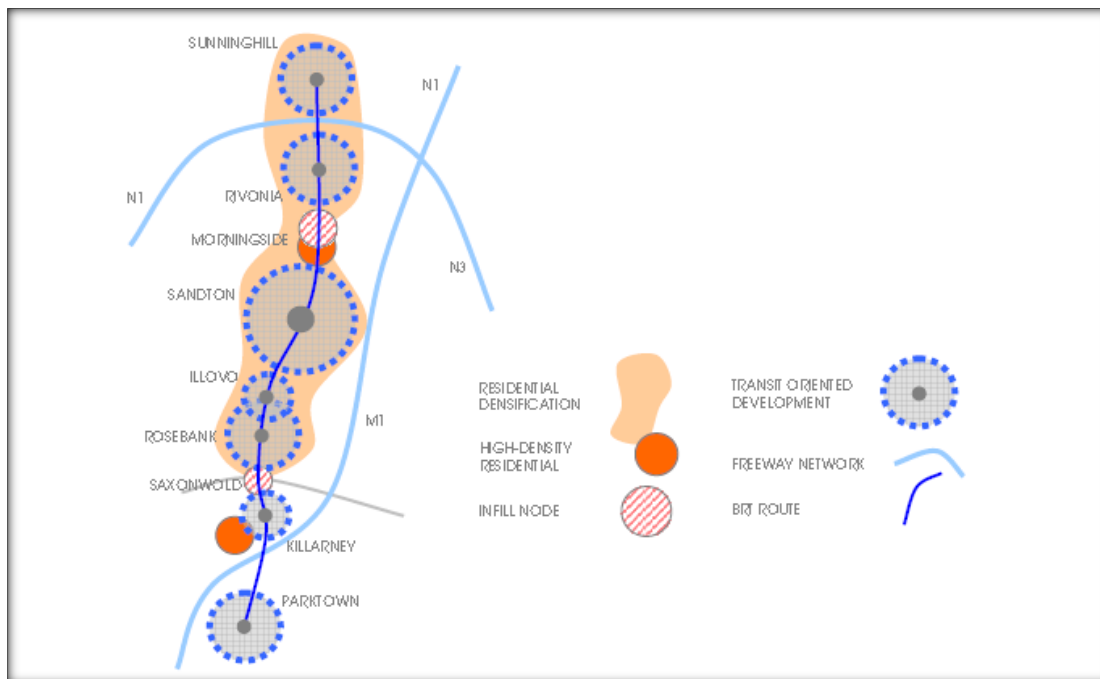 SUNNINGHILL
N1
N1
RIVONIA
MORNINGSIDE
N3
SANDTON
ILLOVO
M1
ROSEBANK
SAXONWOLD
KILLARNEY
PARKTOWN
RESIDENTIAL
DENSIFICATION
HIGH-DENSITY
RESIDENTIAL
INFILL NODE
TRANSIT ORIENTED
DEVELOPMENT
FREEWAY NETWORK
BRT ROUTE